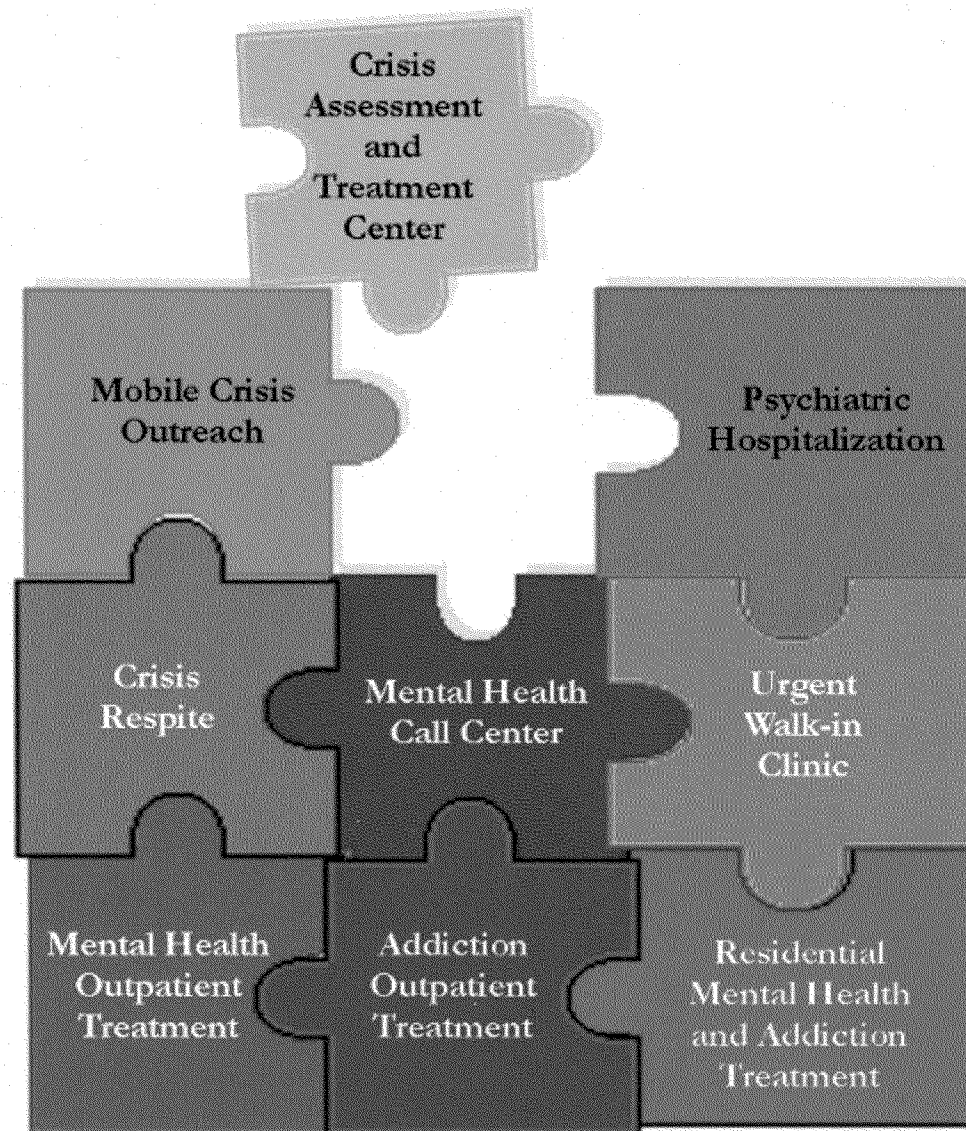 Crisis
Assessment
and
Treatment
Center
Mobile Crisis
Outreach
Psychiatric
Hospitalization
Crisis
Respite
Mental Health
Call Center
Urgent
Walk-in
Clinic
Mental Health
Outpatient
Treatment
Addiction
Outpatient
Treatment
Residential
Mental Health
and Addiction
Treatment